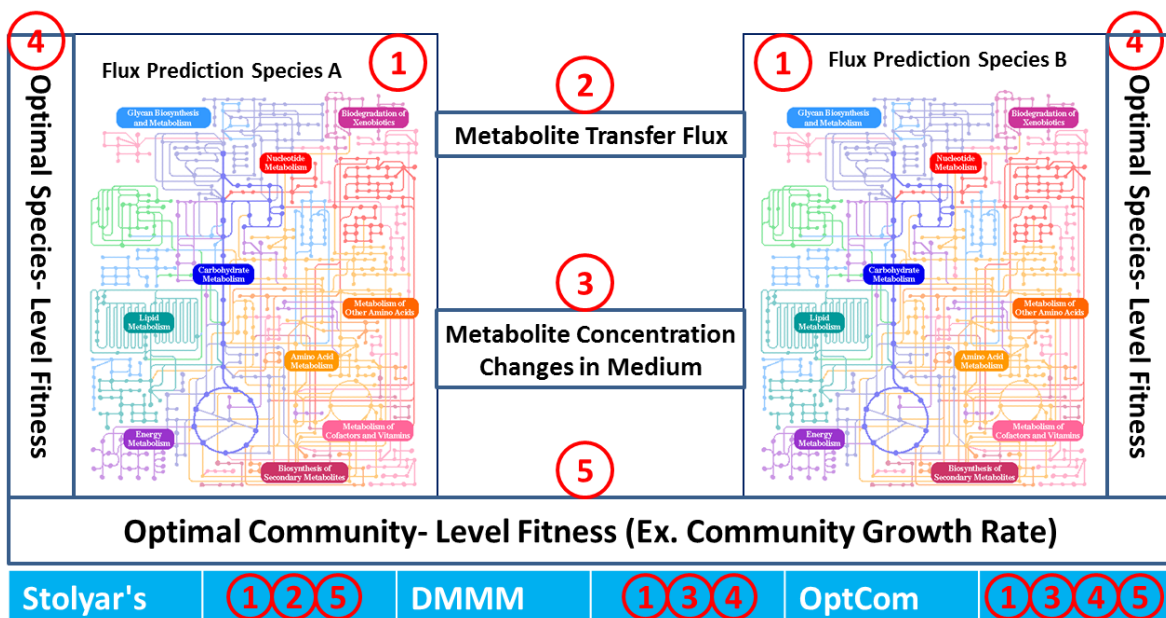 4
Optimal Species- Level Fitness
Flux Prediction Species A
1
Glycan Biosynthesis
and Metabolism
Biodegradation of
Xenobiotics
Nucleotide
Metabolism
Carbohydrate
Metabolism
Lipid
Metabolism
Metabolism of
Other Amino Acids
Amino Acid
Metabolism
Energy
Metabolism
Metabolism of
Cofactors and Vitamins
Biosynthesis of
Secondary Metabolites
2
Metabolite Transfer Flux
3
Metabolite Concentration
Changes in Medium
5
1
Flux Prediction Species B
Glycan Biosynthesis
and Metabolism
Biodegradation of
Xenobiotics
Nucleotide
Metabolism
Carbohydrate
Metabolism
Lipid
Metabolism
Metabolism of
Other Amino Acids
Amino Acid
Metabolism
Energy
Metabolism
Metabolism of
Cofactors and Vitamins
Biosynthesis of
Secondary Metabolites
4
Optimal Species- Level Fitness
Optimal Community- Level Fitness (Ex. Community Growth Rate)
Stolyar's 1 2 5 DMMM 1 3 4 OptCom 1 3 4 5